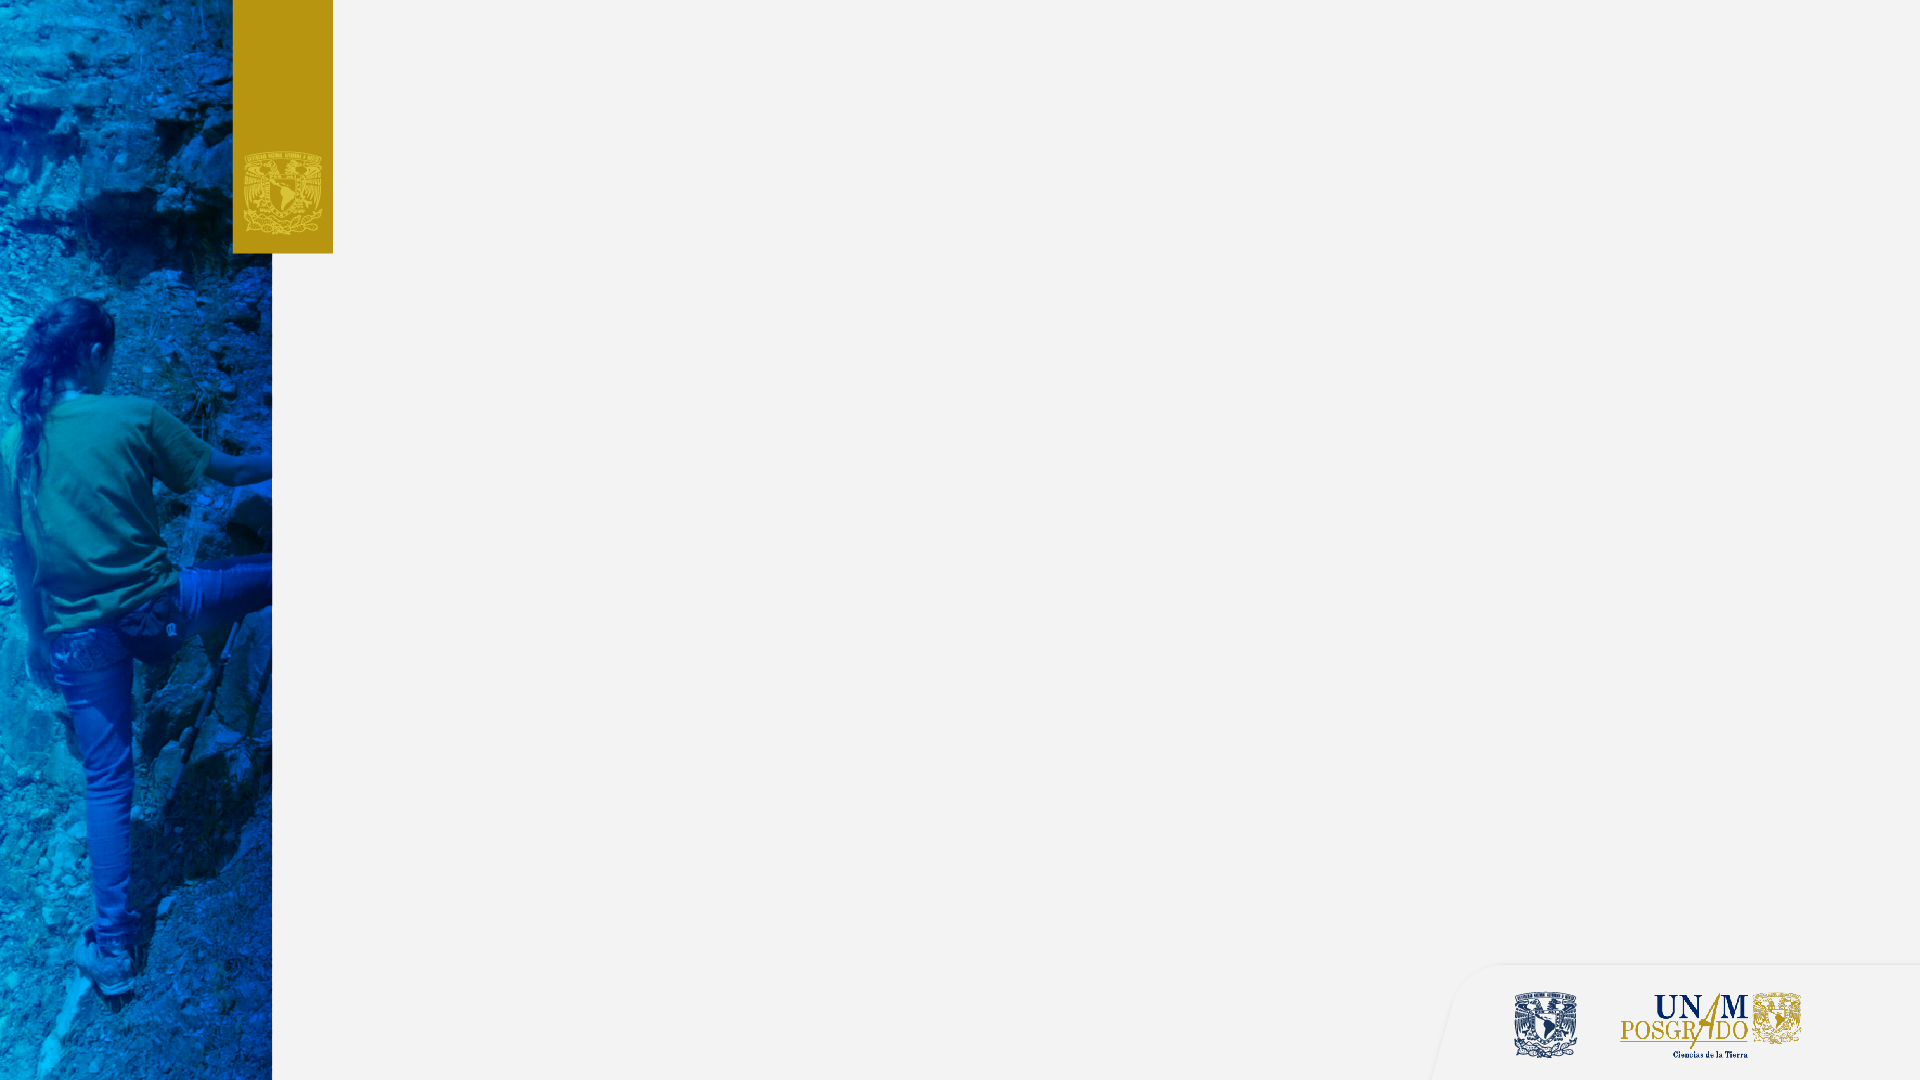 UNAM
POSGRADO
Ciencias de la Tierra